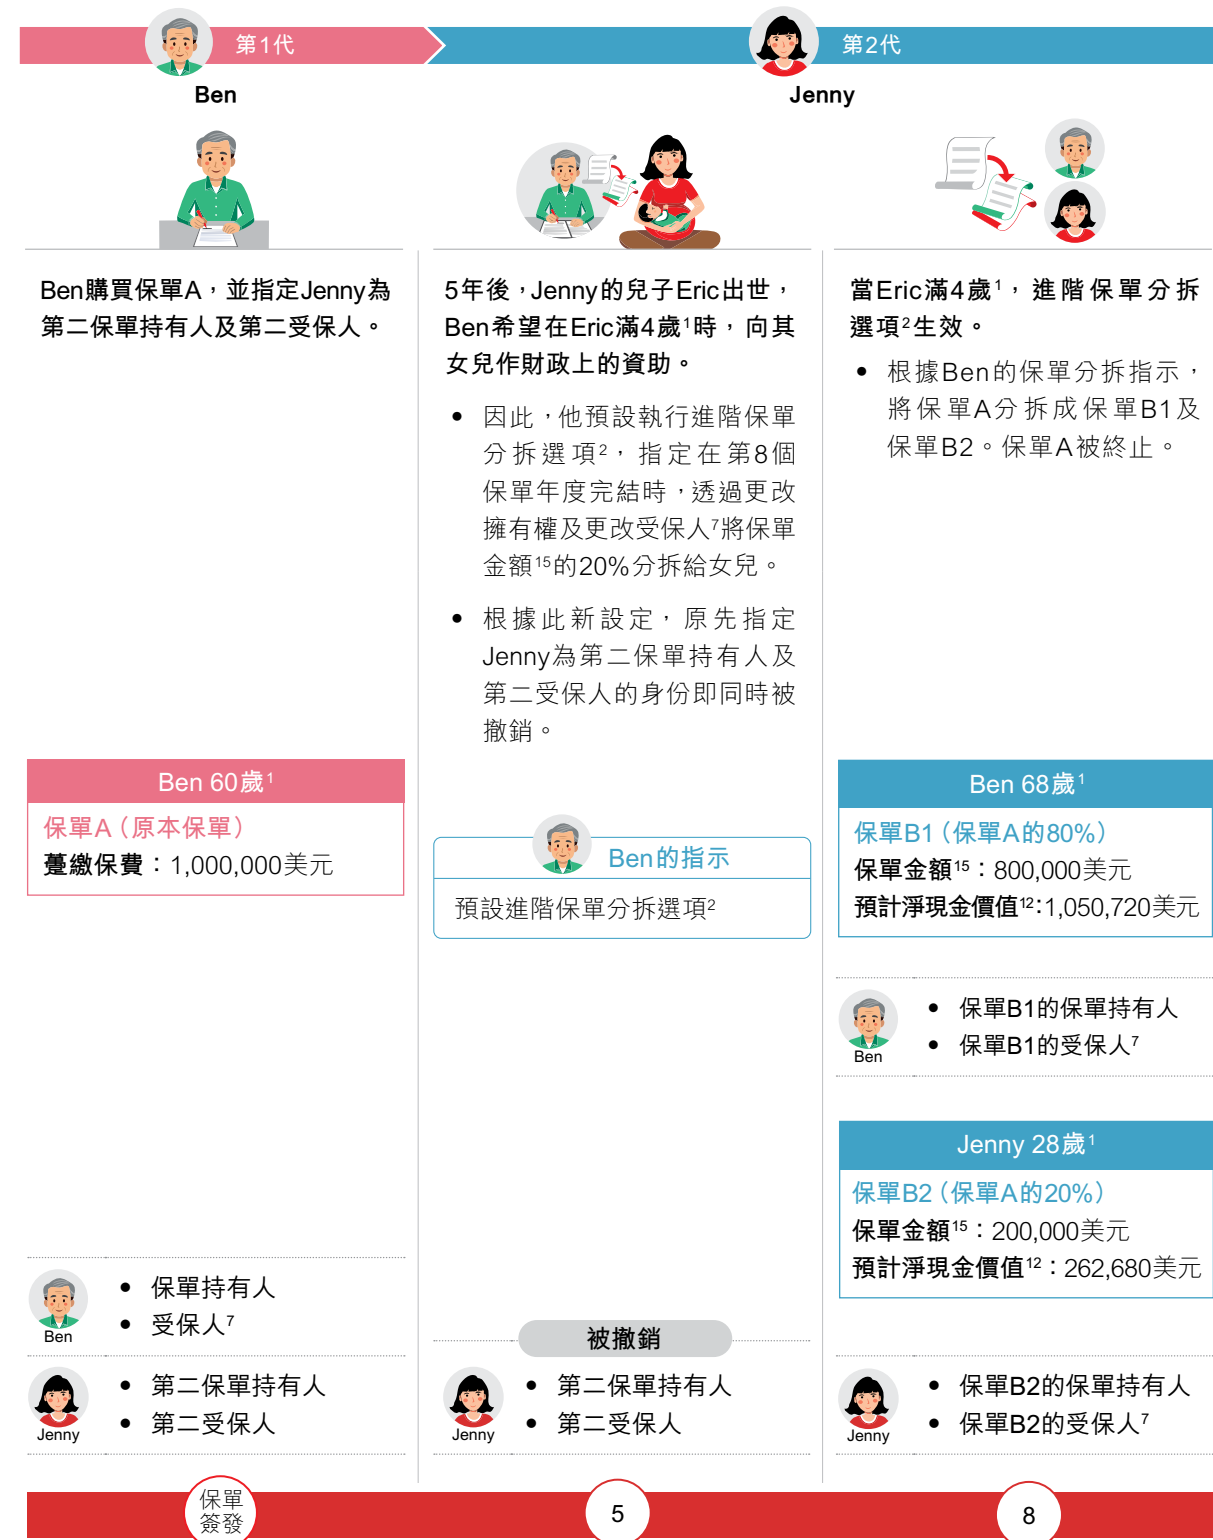 第1代
第2代
Ben
Jenny
Ben購買保單A，並指定Jenny為
第二保單持有人及第二受保人。
5年後，Jenny的兒子Eric出世，
Ben希望在Eric滿4歲¹時，向其
女兒作財政上的資助。
• 因此，他預設執行進階保單
分拆選項²，指定在第8個
保單年度完結時，透過更改
擁有權及更改受保人⁷將保單
金額¹⁵的20%分拆給女兒。
• 根據此新設定，原先指定
Jenny為第二保單持有人及
第二受保人的身份即同時被
撤銷。
當Eric滿4歲¹，進階保單分拆
選項²生效。
• 根據Ben的保單分拆指示，
將保單A分拆成保單B1及
保單B2。保單A被終止。
Ben 60歲¹
保單A（原本保單）
躉繳保費：1,000,000美元
Ben的指示
預設進階保單分拆選項²
Ben 68歲¹
保單B1（保單A的80%）
保單金額¹⁵：800,000美元
預計淨現金價值¹²：1,050,720美元
Ben
• 保單B1的保單持有人
• 保單B1的受保人⁷
Jenny 28歲¹
保單B2（保單A的20%）
保單金額¹⁵：200,000美元
預計淨現金價值¹²：262,680美元
Ben
• 保單持有人
• 受保人⁷
Jenny
• 第二保單持有人
• 第二受保人
被撤銷
Jenny
• 第二保單持有人
• 第二受保人
Jenny
• 保單B2的保單持有人
• 保單B2的受保人⁷
保單
簽發
5
8